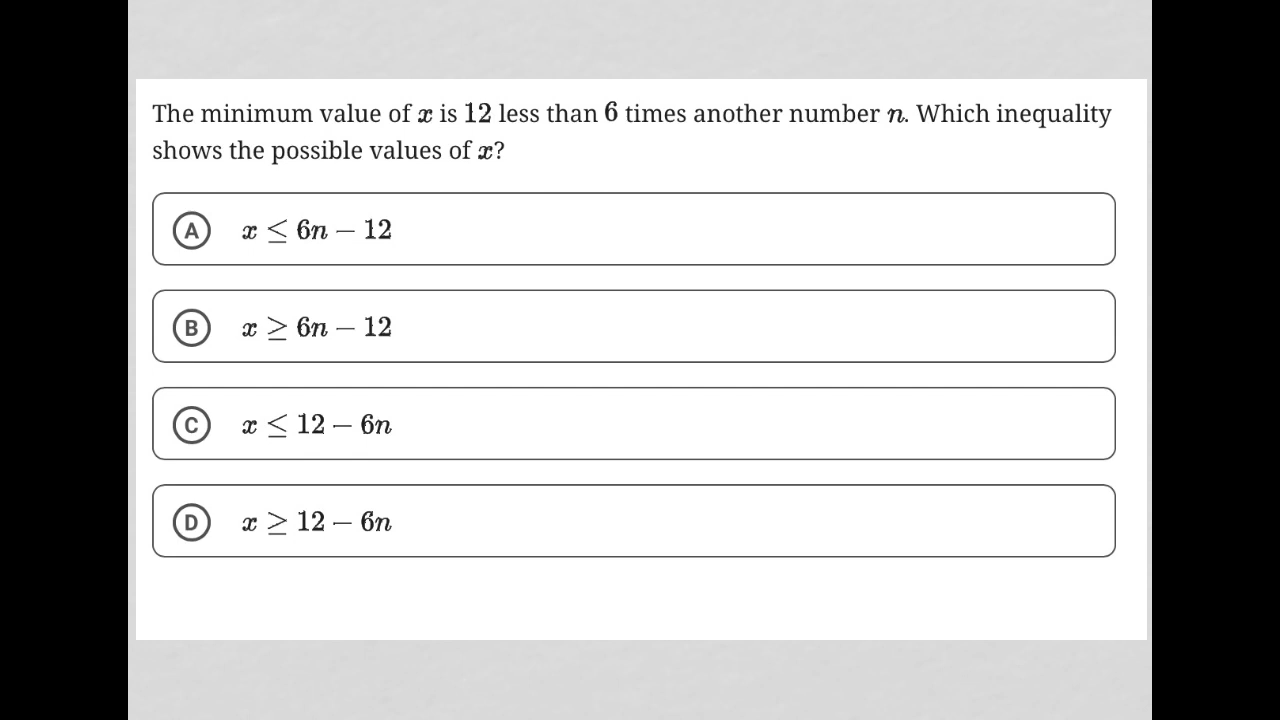 The minimum value of x is 12 less than 6 times another number n. Which inequality
shows the possible values of x?
A x ≤ 6n − 12
B x ≥ 6n − 12
C x ≤ 12 − 6n
D x ≥ 12 − 6n